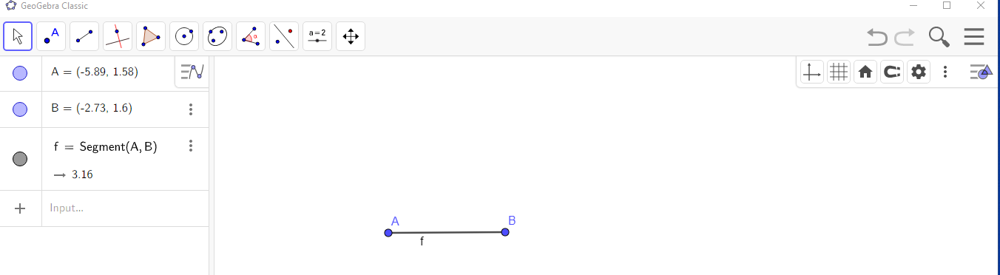 GeoGebra Classic
A
α
a=2
A = (-5.89, 1.58)
B = (-2.73, 1.6)
f = Segment(A, B)
→ 3.16
+ Input...
A
B
f